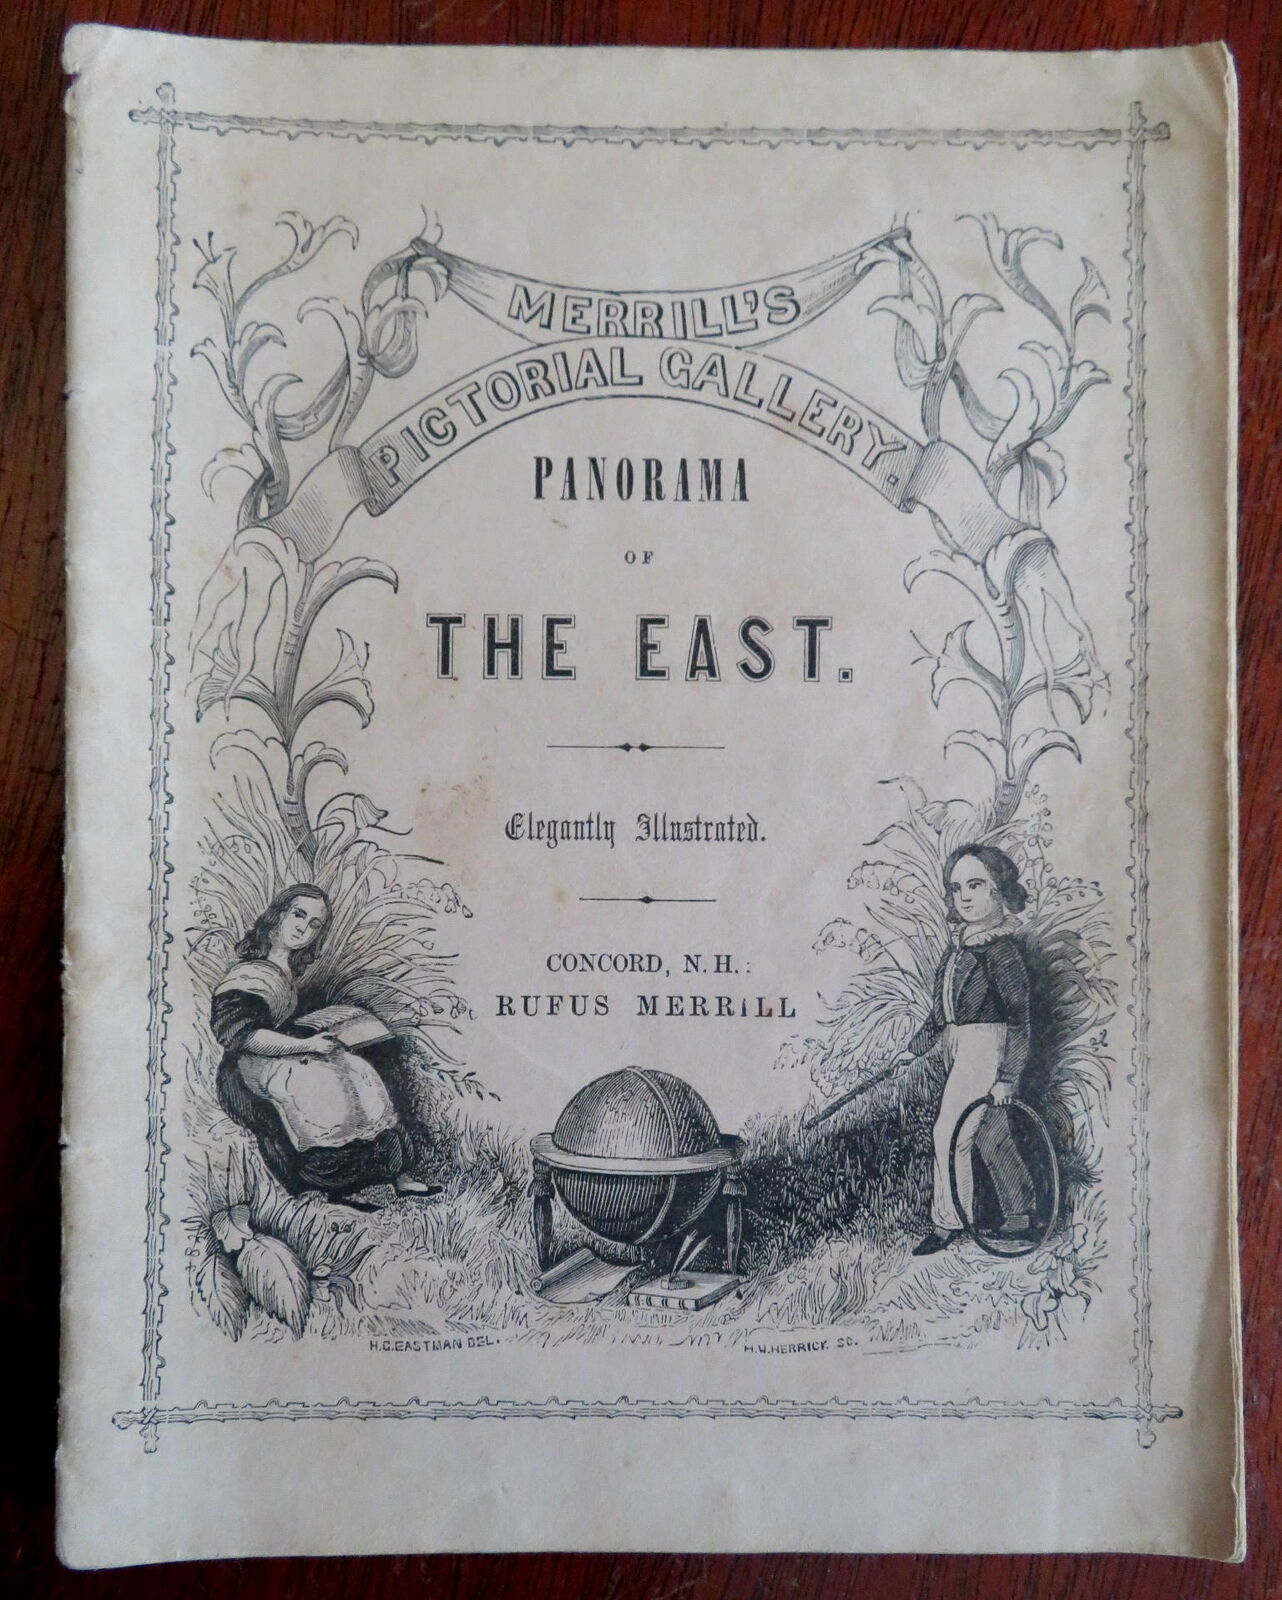 MERRILL'S
PICTORIAL GALLERY.
PANORAMA
OF
THE EAST.
Elegantly Illustrated.
CONCORD, N. H.:
RUFUS MERRILL
H.C.EASTMAN DEL.
H.W.HERRICK. SC.